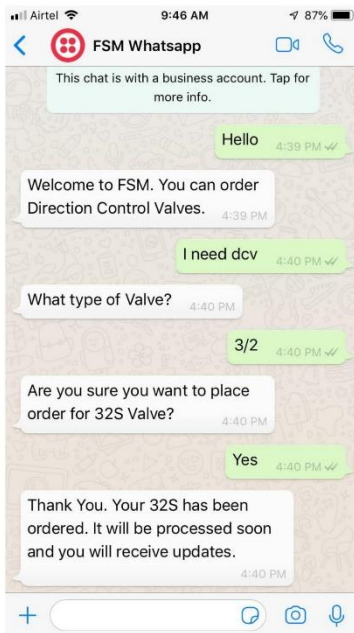 Airtel 9:46 AM 87%
FSM Whatsapp
This chat is with a business account. Tap for
more info.
Hello 4:39 PM
Welcome to FSM. You can order
Direction Control Valves. 4:39 PM
I need dcv 4:40 PM
What type of Valve? 4:40 PM
3/2 4:40 PM
Are you sure you want to place
order for 32S Valve? 4:40 PM
Yes 4:40 PM
Thank You. Your 32S has been
ordered. It will be processed soon
and you will receive updates.
4:40 PM